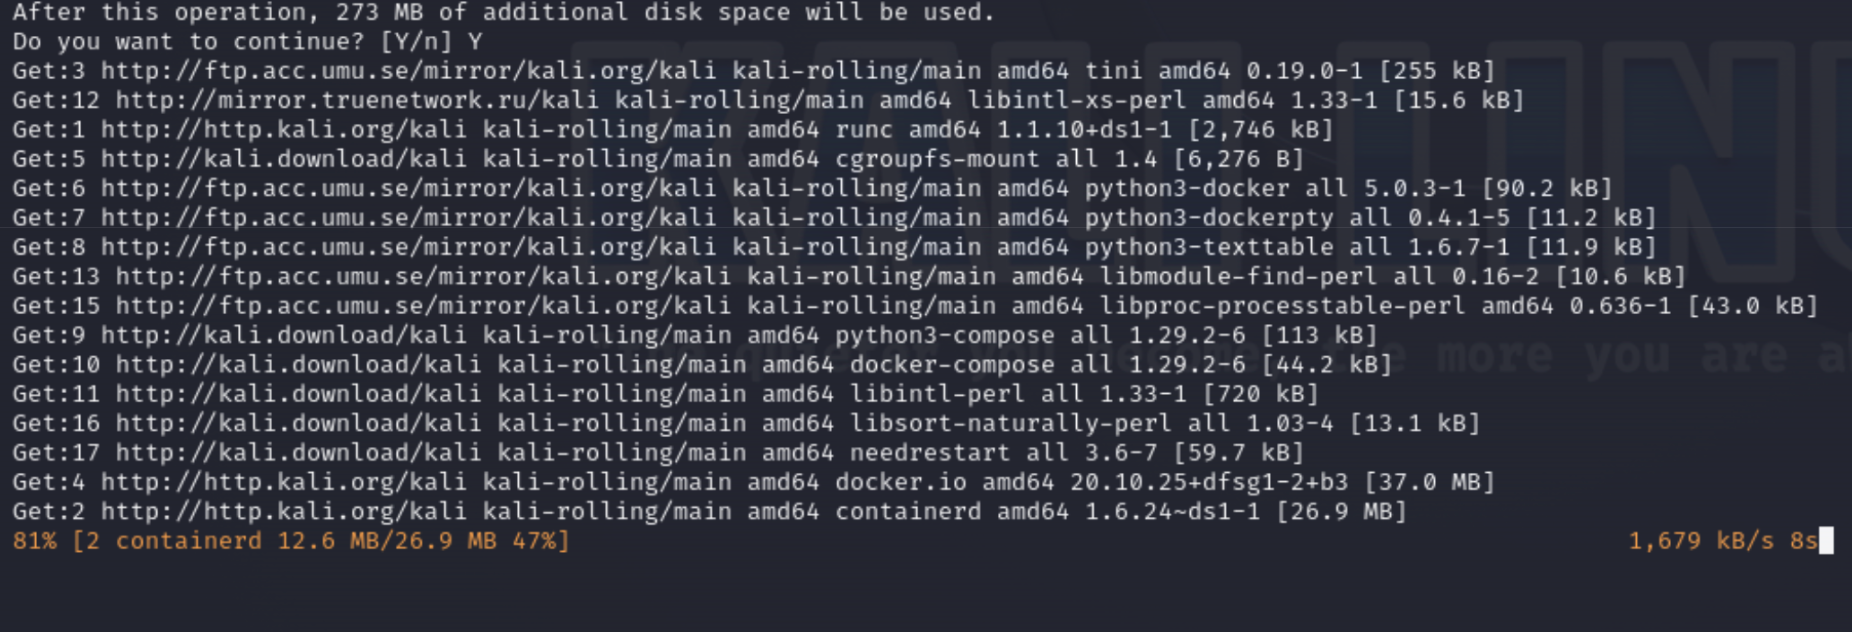 After this operation, 273 MB of additional disk space will be used.
Do you want to continue? [Y/n] Y
Get:3 http://ftp.acc.umu.se/mirror/kali.org/kali kali-rolling/main amd64 tini amd64 0.19.0-1 [255 kB]
Get:12 http://mirror.truenetwork.ru/kali kali-rolling/main amd64 libintl-xs-perl amd64 1.33-1 [15.6 kB]
Get:1 http://http.kali.org/kali kali-rolling/main amd64 runc amd64 1.1.10+ds1-1 [2,746 kB]
Get:5 http://kali.download/kali kali-rolling/main amd64 cgroupfs-mount all 1.4 [6,276 B]
Get:6 http://ftp.acc.umu.se/mirror/kali.org/kali kali-rolling/main amd64 python3-docker all 5.0.3-1 [90.2 kB]
Get:7 http://ftp.acc.umu.se/mirror/kali.org/kali kali-rolling/main amd64 python3-dockerpty all 0.4.1-5 [11.2 kB]
Get:8 http://ftp.acc.umu.se/mirror/kali.org/kali kali-rolling/main amd64 python3-texttable all 1.6.7-1 [11.9 kB]
Get:13 http://ftp.acc.umu.se/mirror/kali.org/kali kali-rolling/main amd64 libmodule-find-perl all 0.16-2 [10.6 kB]
Get:15 http://ftp.acc.umu.se/mirror/kali.org/kali kali-rolling/main amd64 libproc-processtable-perl amd64 0.636-1 [43.0 kB]
Get:9 http://kali.download/kali kali-rolling/main amd64 python3-compose all 1.29.2-6 [113 kB]
Get:10 http://kali.download/kali kali-rolling/main amd64 docker-compose all 1.29.2-6 [44.2 kB]
Get:11 http://kali.download/kali kali-rolling/main amd64 libintl-perl all 1.33-1 [720 kB]
Get:16 http://kali.download/kali kali-rolling/main amd64 libsort-naturally-perl all 1.03-4 [13.1 kB]
Get:17 http://kali.download/kali kali-rolling/main amd64 needrestart all 3.6-7 [59.7 kB]
Get:4 http://http.kali.org/kali kali-rolling/main amd64 docker.io amd64 20.10.25+dfsg1-2+b3 [37.0 MB]
Get:2 http://http.kali.org/kali kali-rolling/main amd64 containerd amd64 1.6.24~ds1-1 [26.9 MB]
81% [2 containerd 12.6 MB/26.9 MB 47%] 1,679 kB/s 8s
KALI
more you are